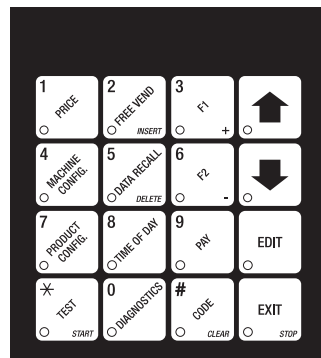 1 PRICE
2 FREE VEND INSERT
3 F1 +
4 MACHINE CONFIG.
5 DATA RECALL DELETE
6 F2 -
7 PRODUCT CONFIG.
8 TIME OF DAY
9 PAY
EDIT
* TEST START
0 DIAGNOSTICS
# CODE CLEAR
EXIT STOP